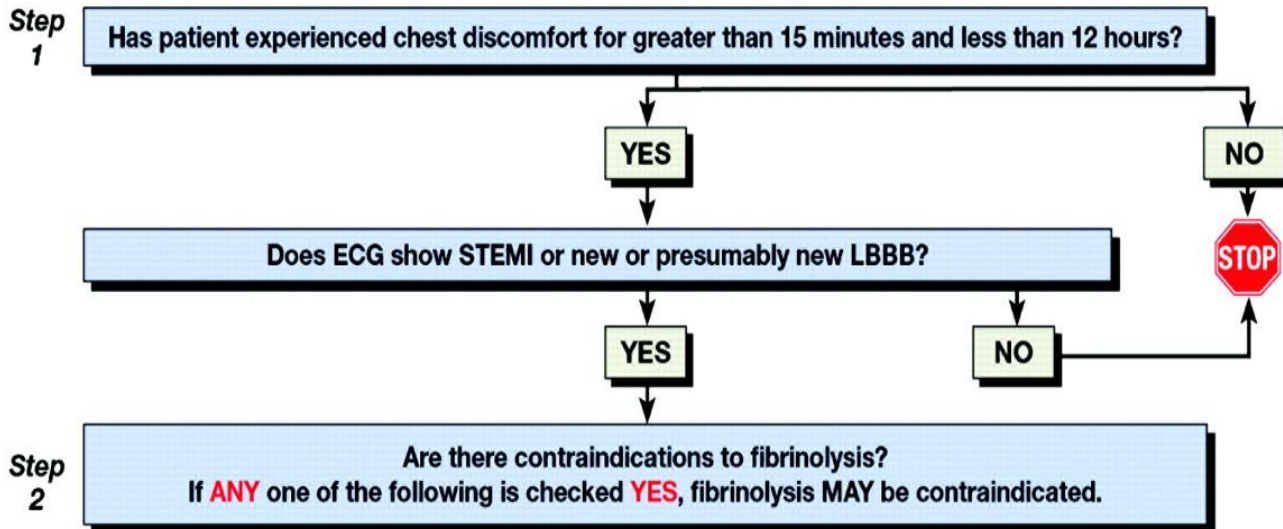 Step
1
Has patient experienced chest discomfort for greater than 15 minutes and less than 12 hours?
YES
NO
Does ECG show STEMI or new or presumably new LBBB?
STOP
YES
NO
Step
2
Are there contraindications to fibrinolysis?
If ANY one of the following is checked YES, fibrinolysis MAY be contraindicated.